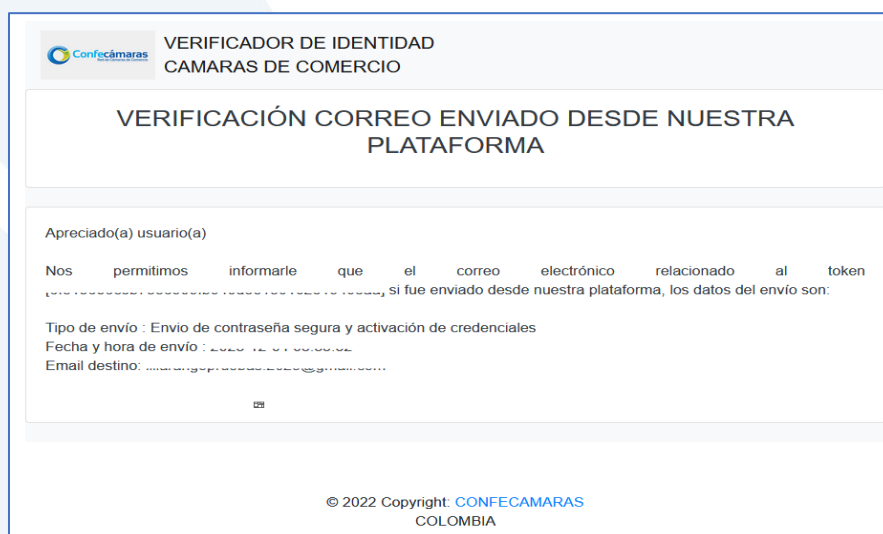 Confecámaras
VERIFICADOR DE IDENTIDAD
CAMARAS DE COMERCIO
VERIFICACIÓN CORREO ENVIADO DESDE NUESTRA
PLATAFORMA
Apreciado(a) usuario(a)
Nos permitimos informarle que el correo electrónico relacionado al token
si fue enviado desde nuestra plataforma, los datos del envío son:
Tipo de envío : Envio de contraseña segura y activación de credenciales
Fecha y hora de envío :
Email destino:
© 2022 Copyright: CONFECAMARAS
COLOMBIA